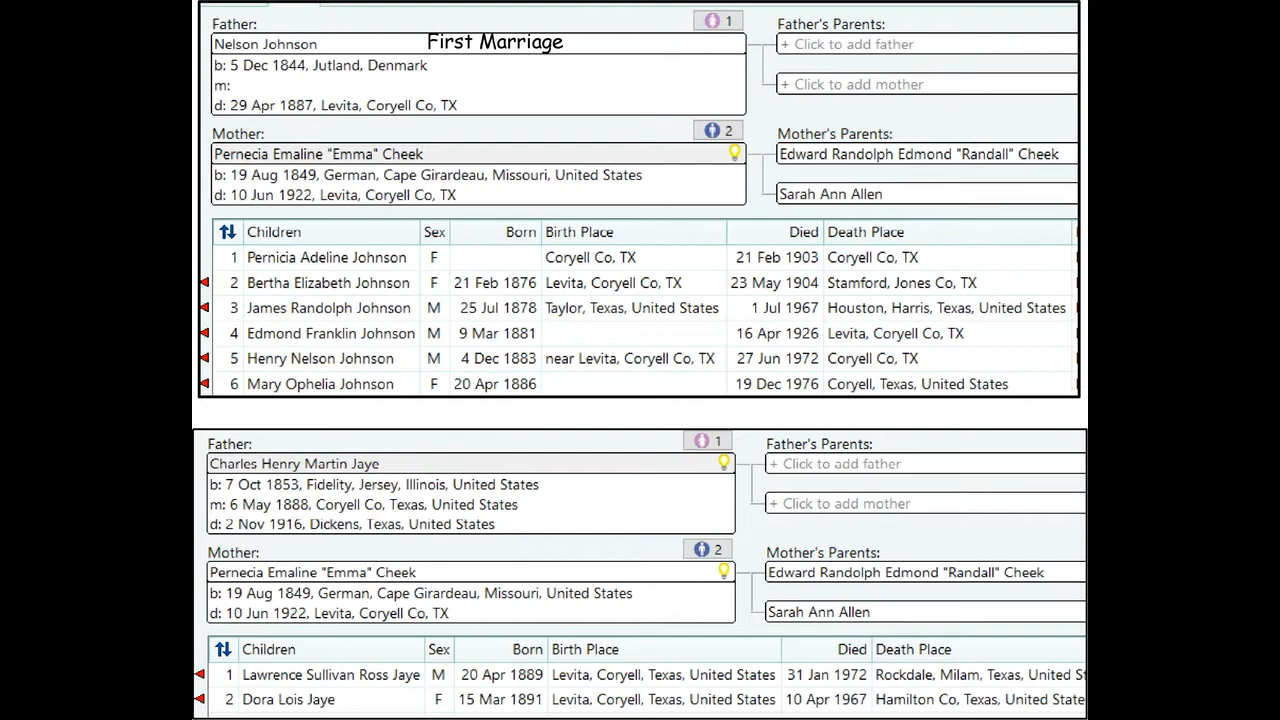 Father:
1
Father's Parents:
Nelson Johnson
First Marriage
+ Click to add father
b: 5 Dec 1844, Jutland, Denmark
m:
+ Click to add mother
d: 29 Apr 1887, Levita, Coryell Co, TX
Mother:
2
Mother's Parents:
Pernecia Emaline "Emma" Cheek
Edward Randolph Edmond "Randall" Cheek
b: 19 Aug 1849, German, Cape Girardeau, Missouri, United States
d: 10 Jun 1922, Levita, Coryell Co, TX
Sarah Ann Allen
Children Sex Born Birth Place Died Death Place
1 Pernicia Adeline Johnson F Coryell Co, TX 21 Feb 1903 Coryell Co, TX
2 Bertha Elizabeth Johnson F 21 Feb 1876 Levita, Coryell Co, TX 23 May 1904 Stamford, Jones Co, TX
3 James Randolph Johnson M 25 Jul 1878 Taylor, Texas, United States 1 Jul 1967 Houston, Harris, Texas, United States
4 Edmond Franklin Johnson M 9 Mar 1881 16 Apr 1926 Levita, Coryell Co, TX
5 Henry Nelson Johnson M 4 Dec 1883 near Levita, Coryell Co, TX 27 Jun 1972 Coryell Co, TX
6 Mary Ophelia Johnson F 20 Apr 1886 19 Dec 1976 Coryell, Texas, United States
Father:
1
Father's Parents:
Charles Henry Martin Jaye
+ Click to add father
b: 7 Oct 1853, Fidelity, Jersey, Illinois, United States
m: 6 May 1888, Coryell Co, Texas, United States
+ Click to add mother
d: 2 Nov 1916, Dickens, Texas, United States
Mother:
2
Mother's Parents:
Pernecia Emaline "Emma" Cheek
Edward Randolph Edmond "Randall" Cheek
b: 19 Aug 1849, German, Cape Girardeau, Missouri, United States
d: 10 Jun 1922, Levita, Coryell Co, TX
Sarah Ann Allen
Children Sex Born Birth Place Died Death Place
1 Lawrence Sullivan Ross Jaye M 20 Apr 1889 Levita, Coryell, Texas, United States 31 Jan 1972 Rockdale, Milam, Texas, United S
2 Dora Lois Jaye F 15 Mar 1891 Levita, Coryell, Texas, United States 10 Apr 1967 Hamilton Co, Texas, United States